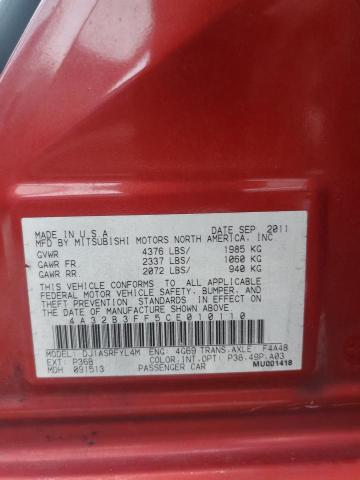 MADE IN U.S.A. DATE SEP. 2011
MFD BY MITSUBISHI MOTORS NORTH AMERICA, INC.
GVWR 4376 LBS/ 1985 KG
GAWR FR. 2337 LBS/ 1060 KG
GAWR RR 2072 LBS/ 940 KG
THIS VEHICLE CONFORMS TO ALL APPLICABLE
FEDERAL MOTOR VEHICLE SAFETY, BUMPER AND
THEFT PREVENTION STANDARDS IN EFFECT ON
THE DATE OF MANUFACTURE SHOWN ABOVE.
4A32B3FF5CE010110
MODEL: DJ1ASRFYL4M ENG: 4G69 TRANS.AXLE F4A4B
EXT: P36B COLOR.INT.OPT: P36.49P.A03
MDH 091513 PASSENGER CAR MU001418